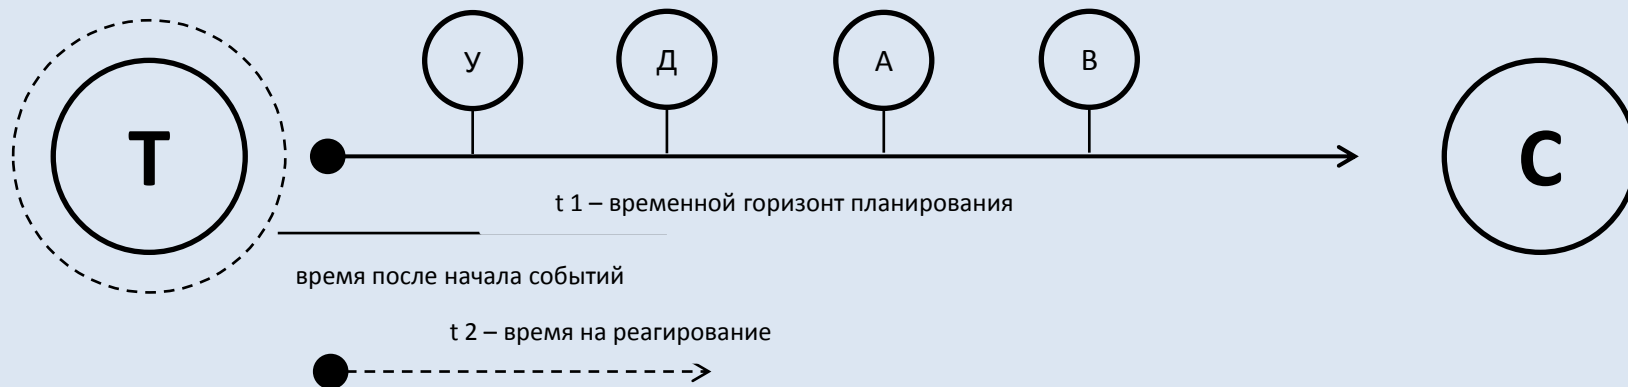 У
Д
А
В
Т
С
t 1 – временной горизонт планирования
время после начала событий
t 2 – время на реагирование